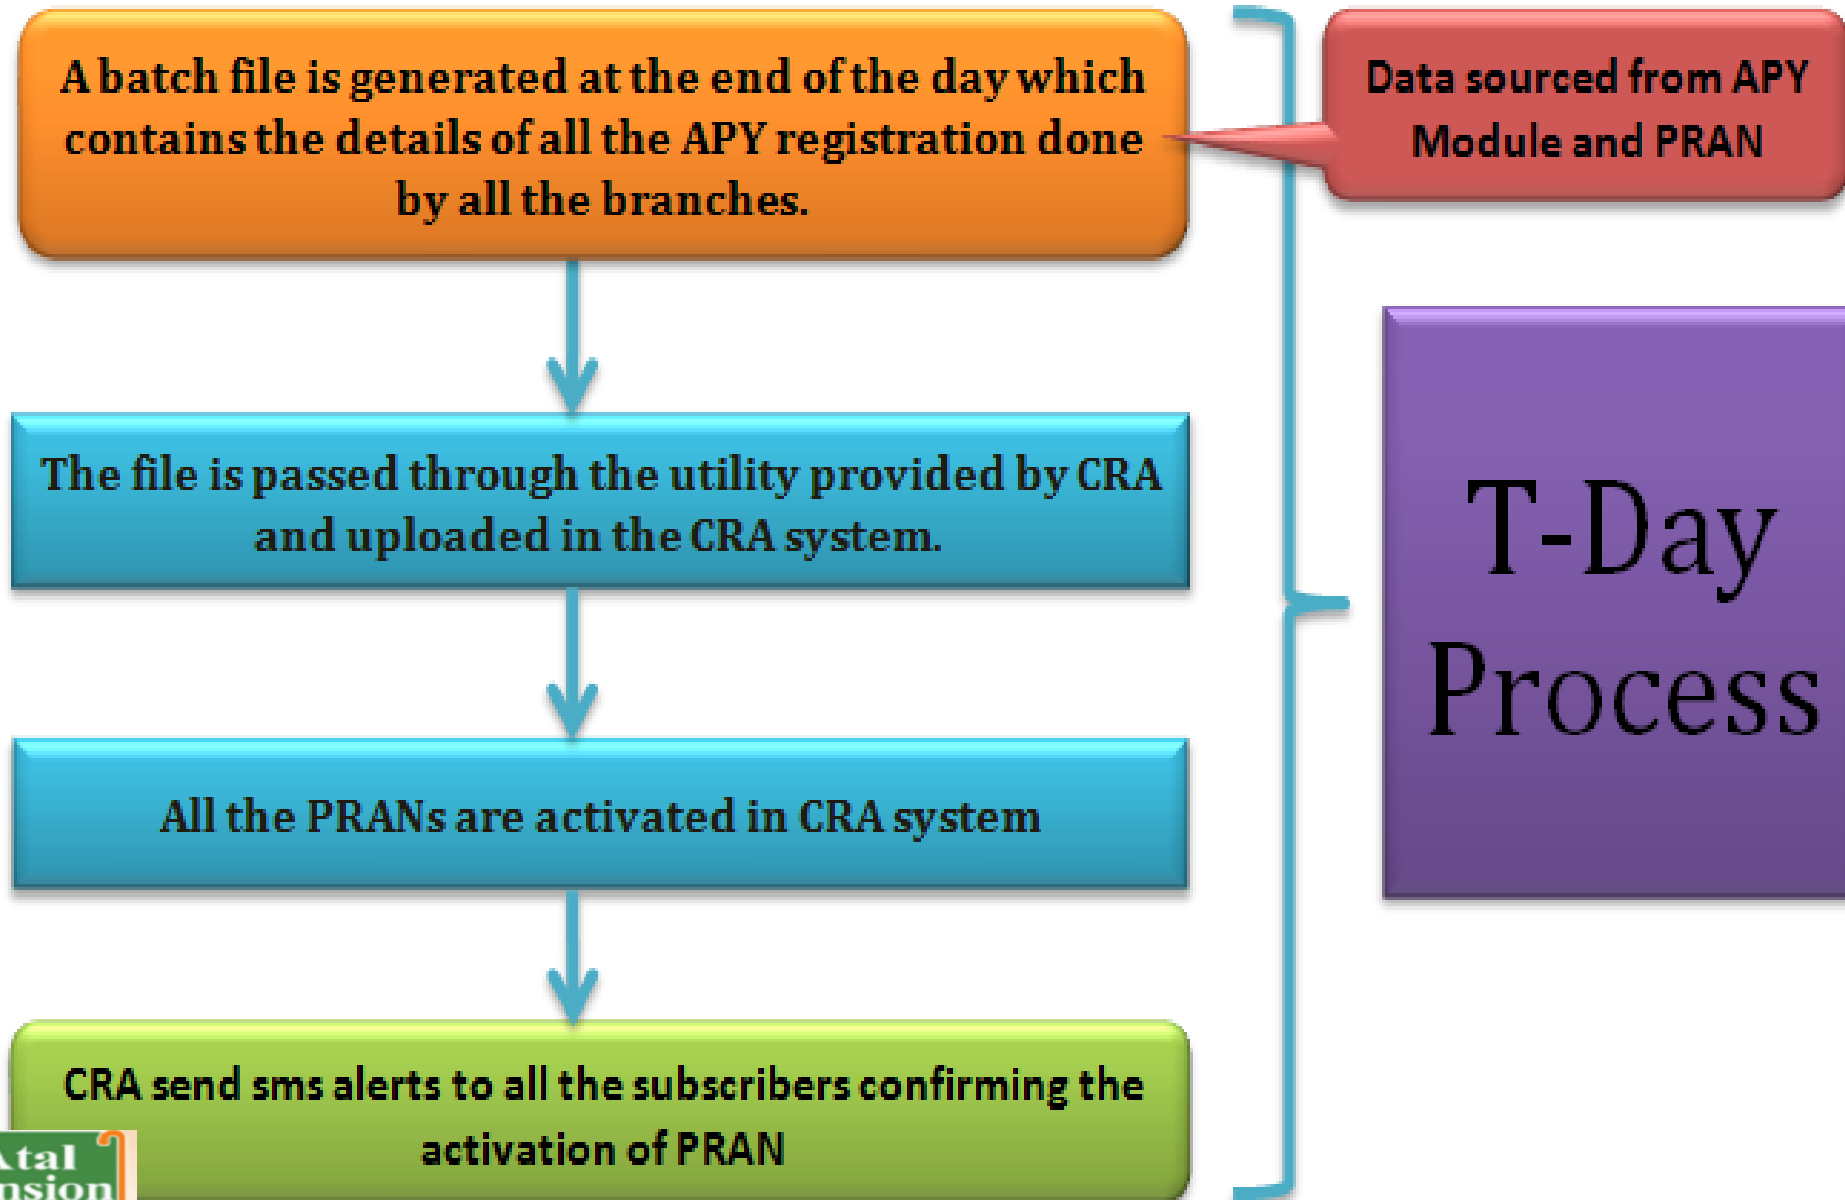 A batch file is generated at the end of the day which
contains the details of all the APY registration done
by all the branches.
Data sourced from APY
Module and PRAN
The file is passed through the utility provided by CRA
and uploaded in the CRA system.
T-Day
Process
All the PRANs are activated in CRA system
CRA send sms alerts to all the subscribers confirming the
activation of PRAN
Atal